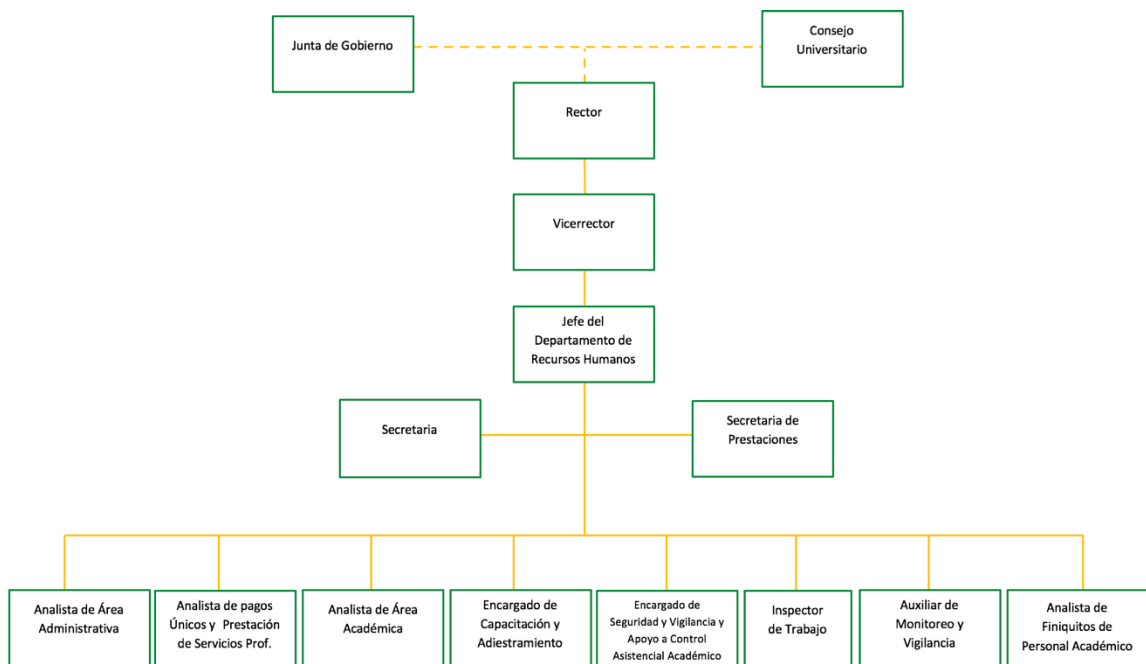 Junta de Gobierno
Consejo
Universitario
Rector
Vicerrector
Jefe del
Departamento de
Recursos Humanos
Secretaria
Secretaria de
Prestaciones
Analista de Área
Administrativa
Analista de pagos
Únicos y Prestación
de Servicios Prof.
Analista de Área
Académica
Encargado de
Capacitación y
Adiestramiento
Encargado de
Seguridad y Vigilancia y
Apoyo a Control
Asistencial Académico
Inspector
de Trabajo
Auxiliar de
Monitoreo y
Vigilancia
Analista de
Finiquitos de
Personal Académico